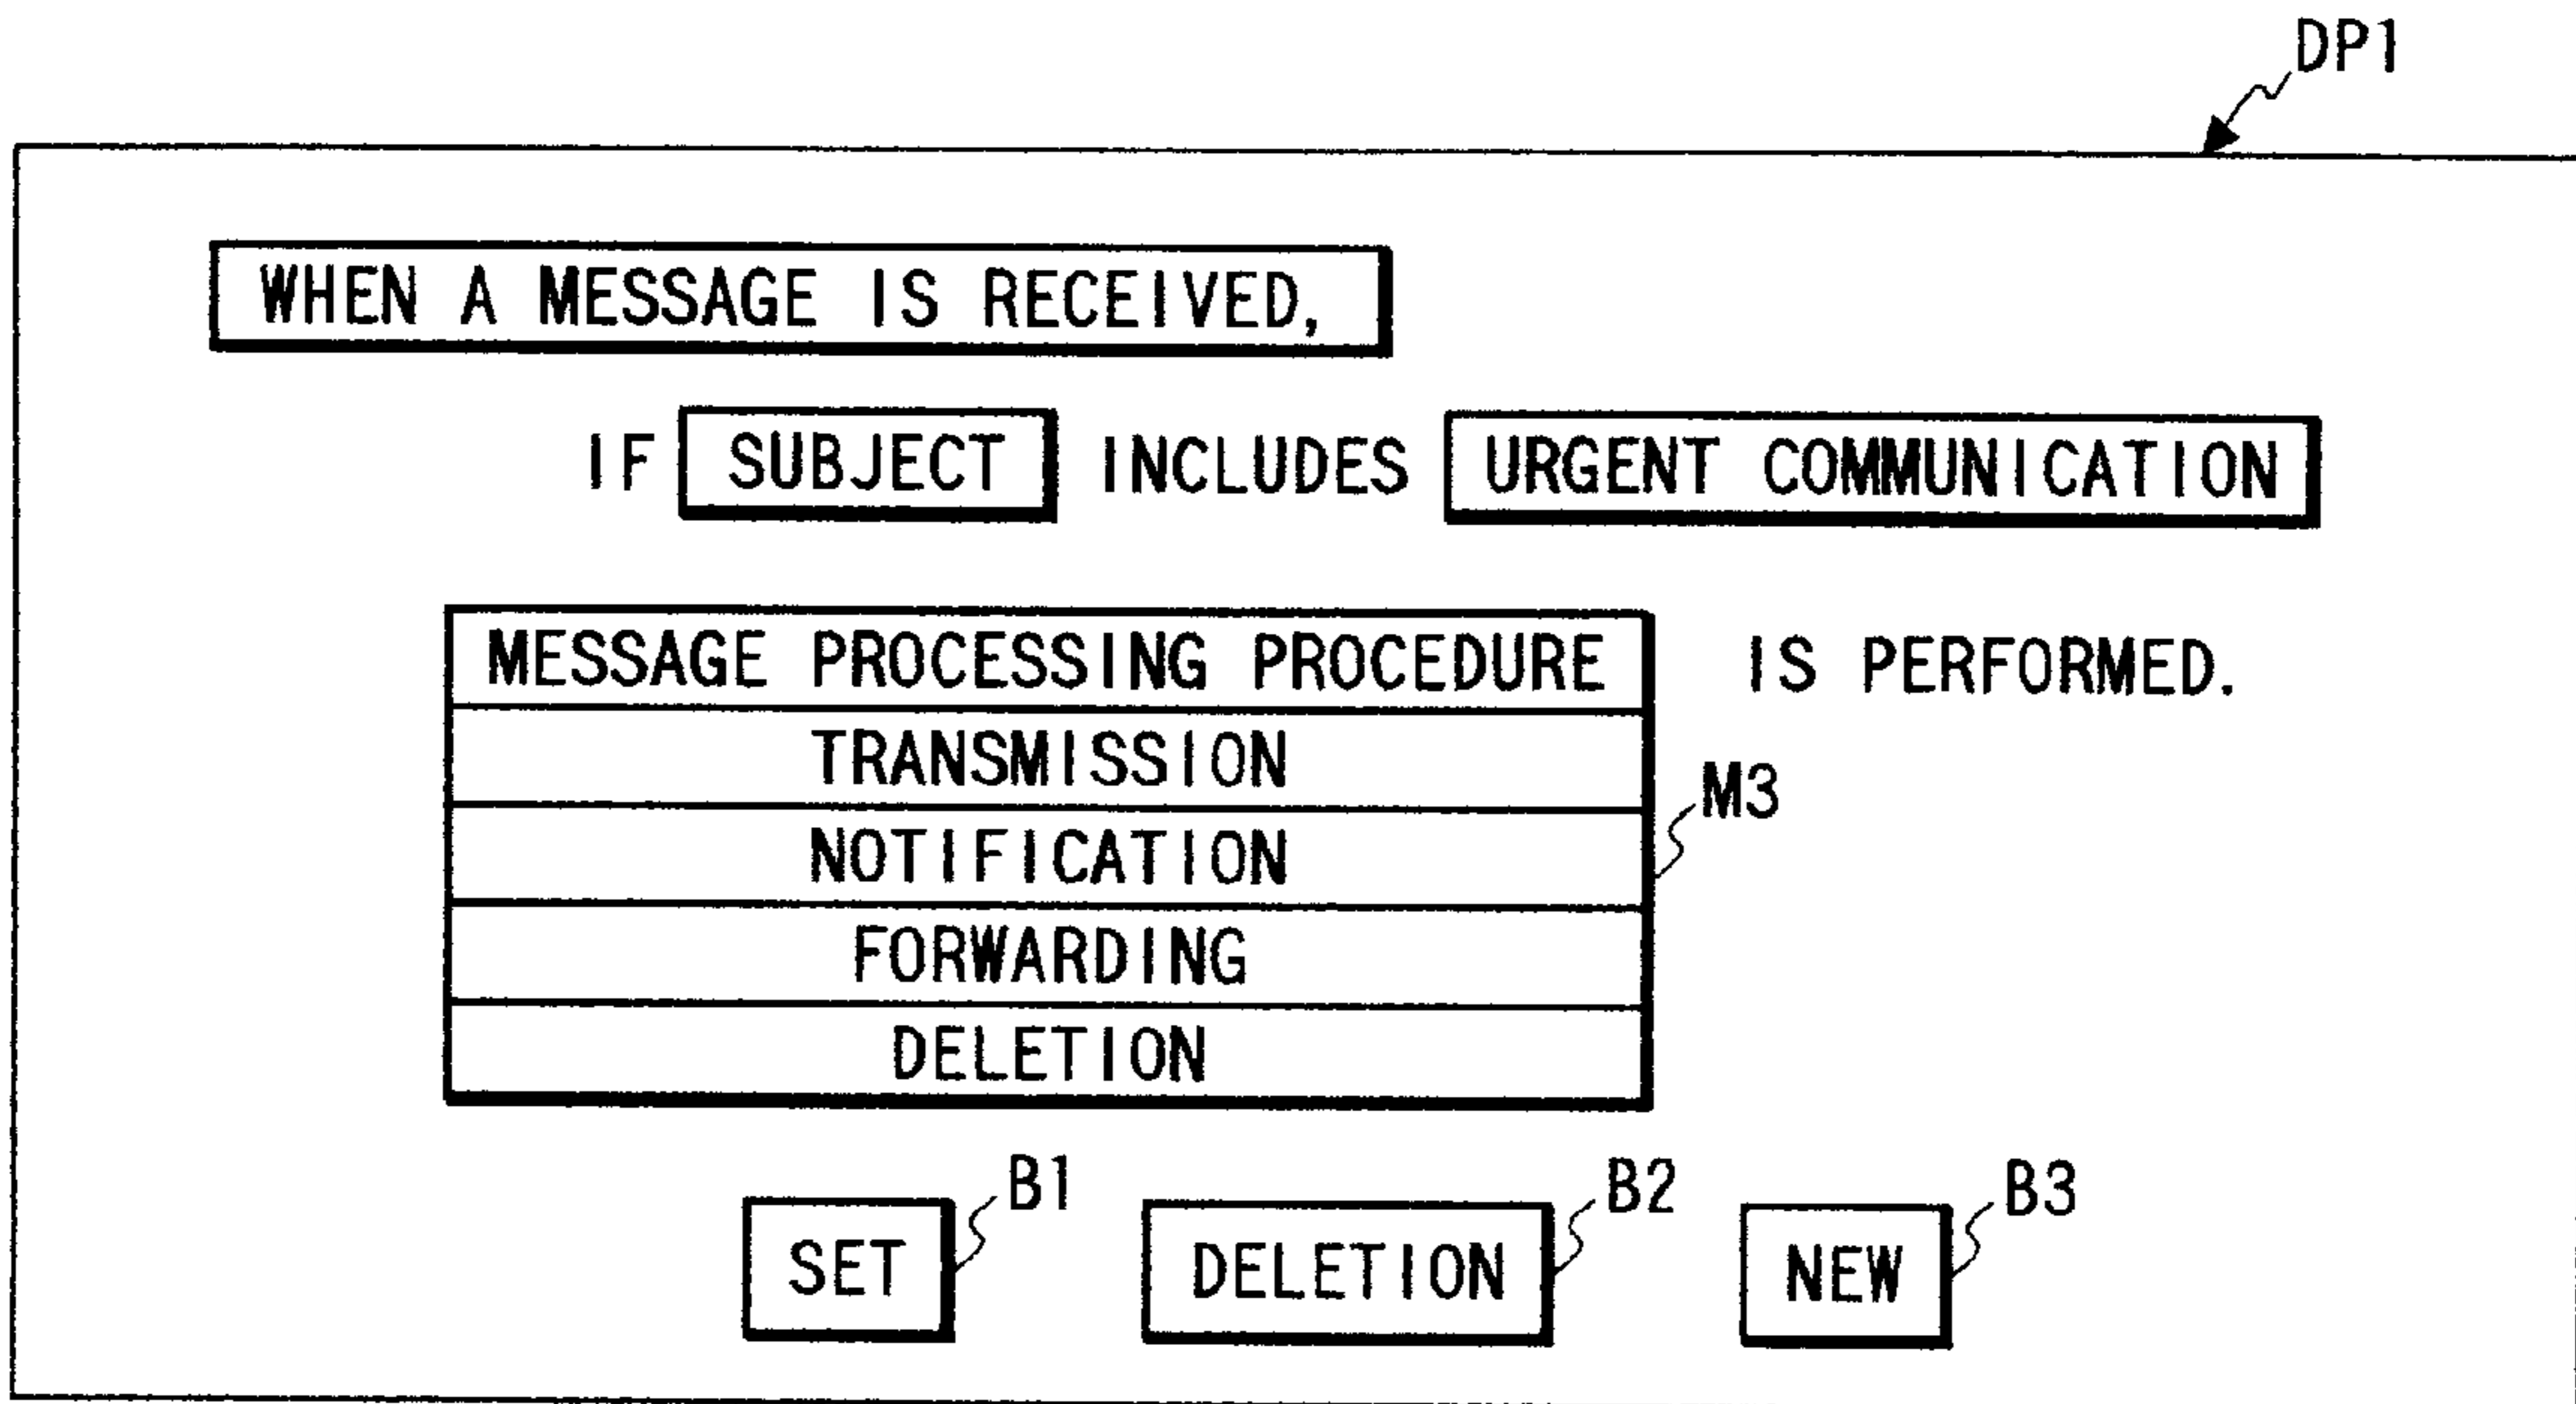 DP1
WHEN A MESSAGE IS RECEIVED,
IF SUBJECT INCLUDES URGENT COMMUNICATION
MESSAGE PROCESSING PROCEDURE IS PERFORMED.
TRANSMISSION
M3
NOTIFICATION
FORWARDING
DELETION
B1 B2 B3
SET DELETION NEW